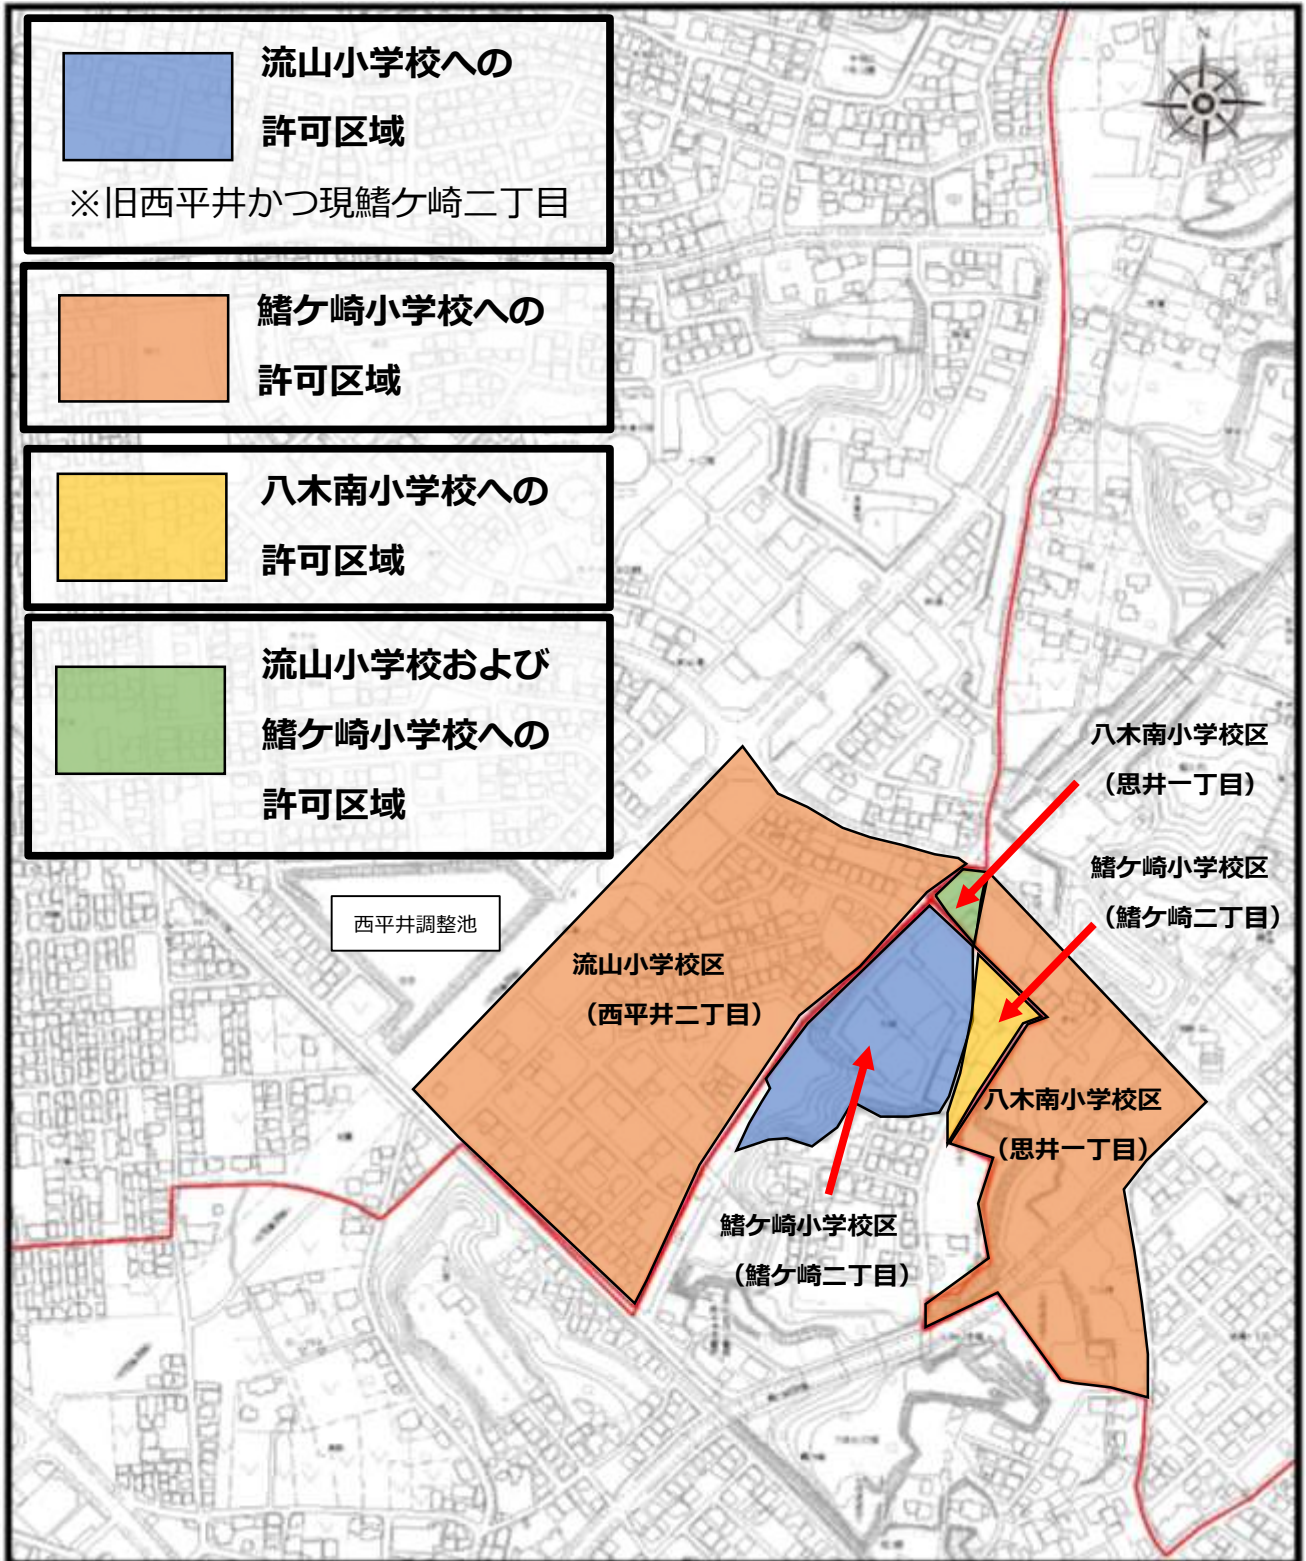 流山小学校への
許可区域
※旧西平井かつ現鰭ケ崎二丁目
鰭ケ崎小学校への
許可区域
八木南小学校への
許可区域
流山小学校および
鰭ケ崎小学校への
許可区域
N
八木南小学校区
（思井一丁目）
鰭ケ崎小学校区
（鰭ケ崎二丁目）
西平井調整池
流山小学校区
（西平井二丁目）
八木南小学校区
（思井一丁目）
鰭ケ崎小学校区
（鰭ケ崎二丁目）